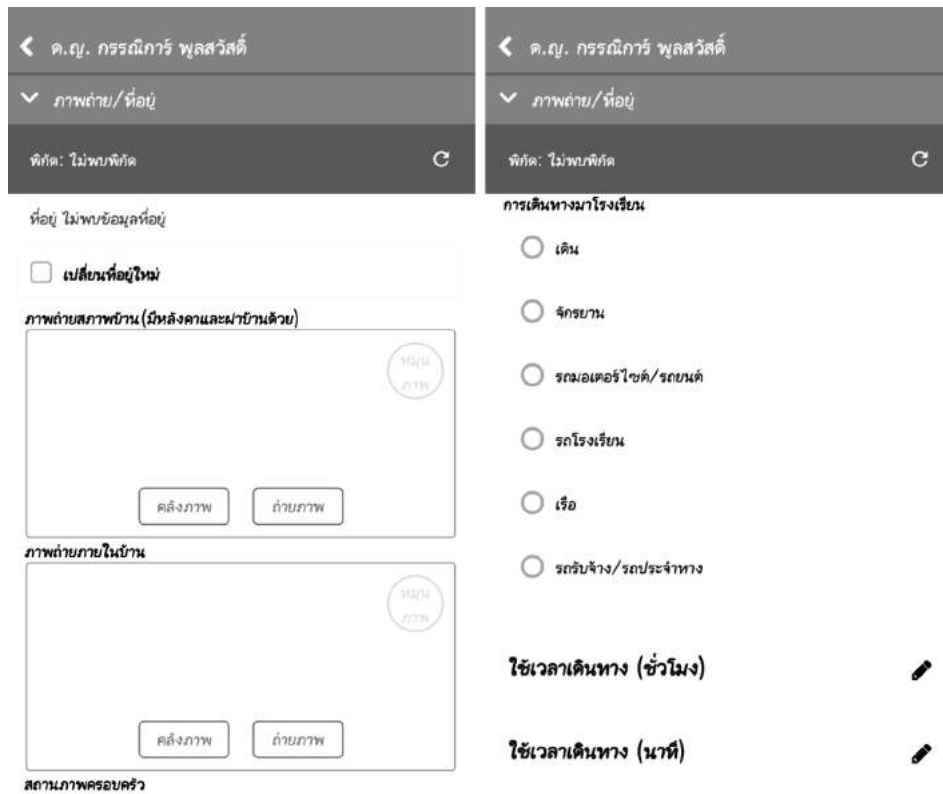 ด.ญ. กรรณิการ์ พูลสวัสดิ์
ภาพถ่าย/ที่อยู่
พิกัด: ไม่พบพิกัด
ที่อยู่ ไม่พบข้อมูลที่อยู่
เปลี่ยนที่อยู่ใหม่
ภาพถ่ายสภาพบ้าน (มีหลังคาและฝาบ้านด้วย)
หมุน
ภาพ
คลังภาพ ถ่ายภาพ
ภาพถ่ายภายในบ้าน
หมุน
ภาพ
คลังภาพ ถ่ายภาพ
สถานภาพครอบครัว
ด.ญ. กรรณิการ์ พูลสวัสดิ์
ภาพถ่าย/ที่อยู่
พิกัด: ไม่พบพิกัด
การเดินทางมาโรงเรียน
เดิน
จักรยาน
รถมอเตอร์ไซต์/รถยนต์
รถโรงเรียน
เรือ
รถรับจ้าง/รถประจำทาง
ใช้เวลาเดินทาง (ชั่วโมง)
ใช้เวลาเดินทาง (นาที)